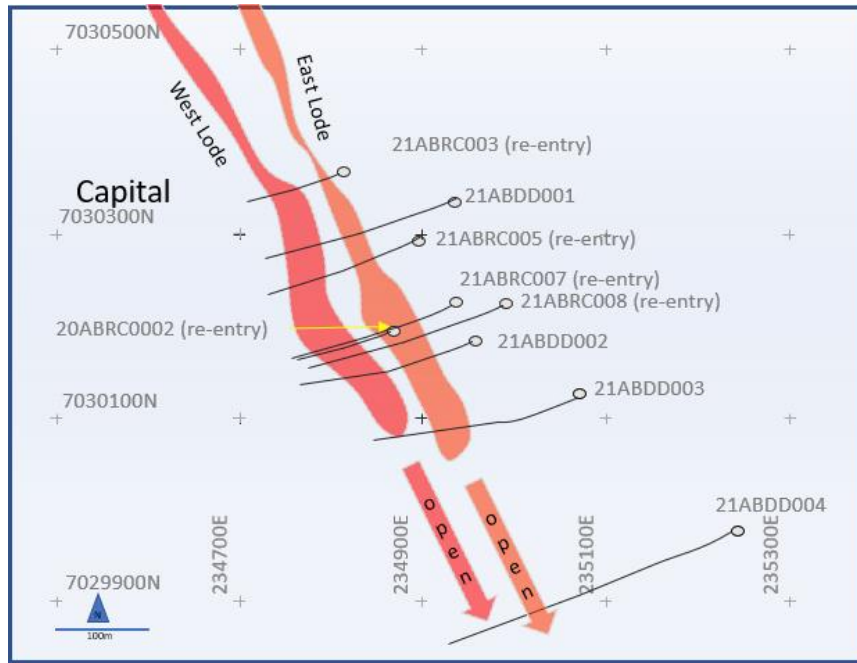 7030500N
East Lode
West Lode
21ABRC003 (re-entry)
Capital
21ABDD001
7030300N
21ABRC005 (re-entry)
21ABRC007 (re-entry)
21ABRC008 (re-entry)
20ABRC0002 (re-entry)
21ABDD002
21ABDD003
7030100N
21ABDD004
open
open
234700E
234900E
235100E
235300E
7029900N
N
100m